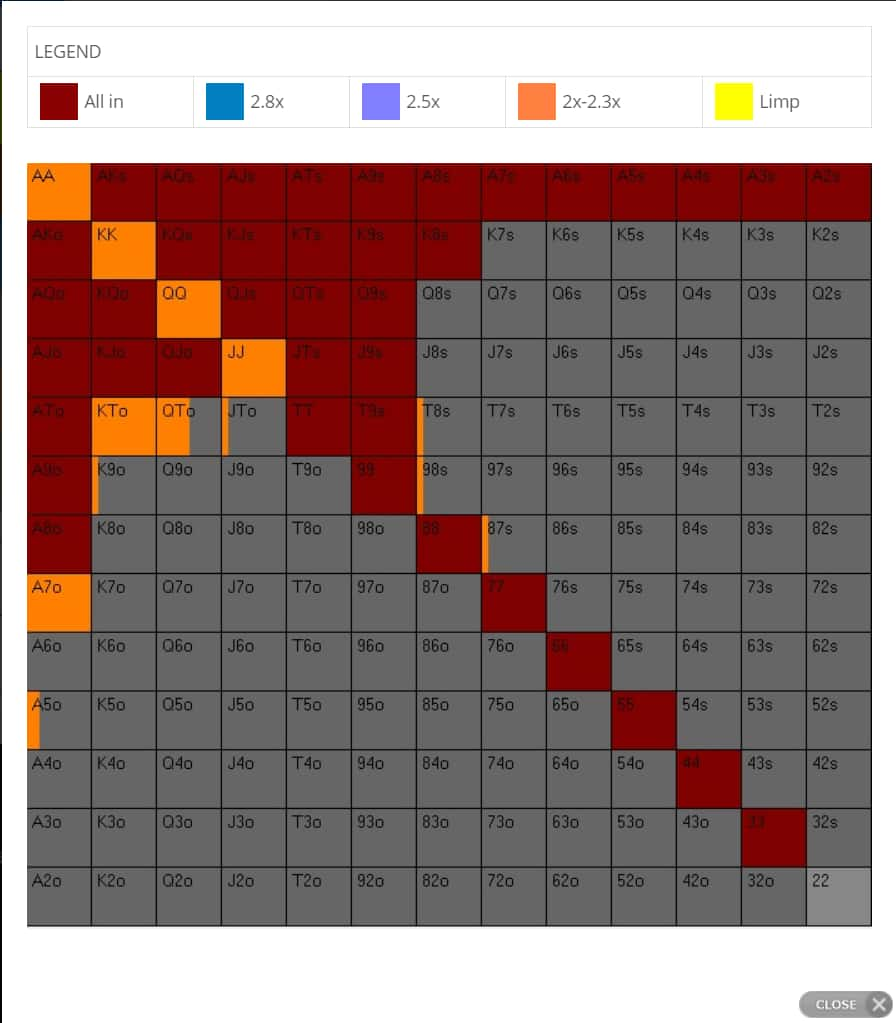 LEGEND
All in 2.8x 2.5x 2x-2.3x Limp
AA AKs AQs AJs ATs A9s A8s A7s A6s A5s A4s A3s A2s
AKo KK KQs KJs KTs K9s K8s K7s K6s K5s K4s K3s K2s
AQo KQo QQ QJs QTs Q9s Q8s Q7s Q6s Q5s Q4s Q3s Q2s
AJo KJo QJo JJ JTs J9s J8s J7s J6s J5s J4s J3s J2s
ATo KTo QTo JTo TT T9s T8s T7s T6s T5s T4s T3s T2s
A9o K9o Q9o J9o T9o 99 98s 97s 96s 95s 94s 93s 92s
A8o K8o Q8o J8o T8o 98o 88 87s 86s 85s 84s 83s 82s
A7o K7o Q7o J7o T7o 97o 87o 77 76s 75s 74s 73s 72s
A6o K6o Q6o J6o T6o 96o 86o 76o 66 65s 64s 63s 62s
A5o K5o Q5o J5o T5o 95o 85o 75o 65o 55 54s 53s 52s
A4o K4o Q4o J4o T4o 94o 84o 74o 64o 54o 44 43s 42s
A3o K3o Q3o J3o T3o 93o 83o 73o 63o 53o 43o 33 32s
A2o K2o Q2o J2o T2o 92o 82o 72o 62o 52o 42o 32o 22
CLOSE